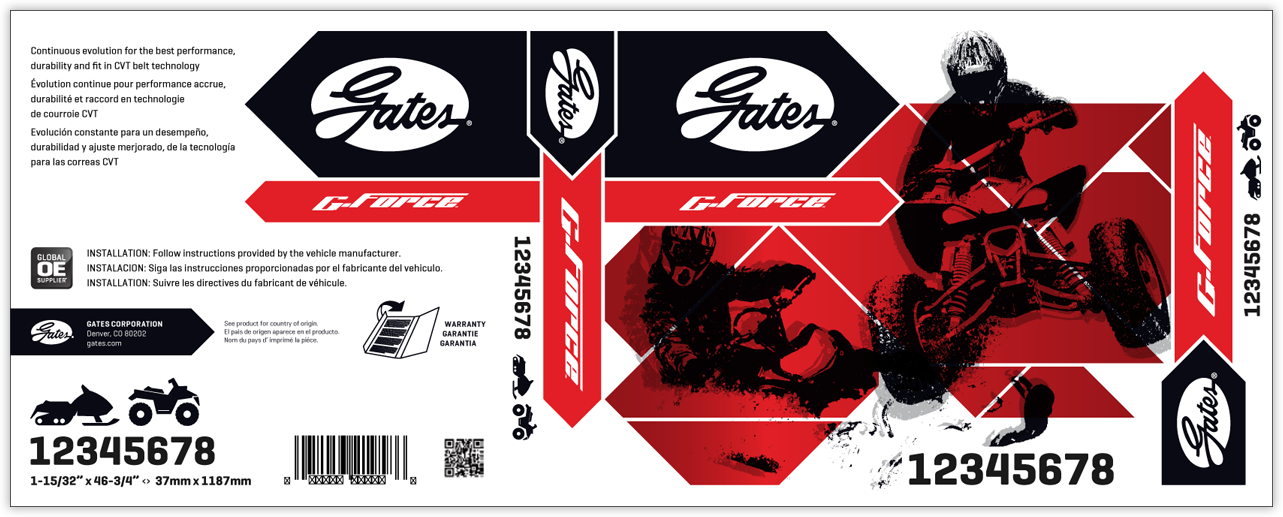 Continuous evolution for the best performance,
durability and fit in CVT belt technology
Évolution continue pour performance accrue,
durabilité et raccord en technologie
de courroie CVT
Evolución constante para un desempeño,
durabilidad y ajuste merjorado, de la tecnología
para las correas CVT
Gates®
Gates®
Gates®
G-Force
G-Force
G-Force
12345678
GLOBAL
OE
SUPPLIER
INSTALLATION: Follow instructions provided by the vehicle manufacturer.
INSTALACION: Siga las instrucciones proporcionadas por el fabricante del vehiculo.
INSTALLATION: Suivre les directives du fabricant de véhicule.
Gates
GATES CORPORATION
Denver, CO 80202
gates.com
See product for country of origin.
El país de origen aparece en el producto.
Nom du pays d' imprimé la pièce.
WARRANTY
GARANTIE
GARANTIA
12345678
1-15/32” x 46-3/4” ‹› 37mm x 1187mm
12345678
G-Force
12345678
Gates®